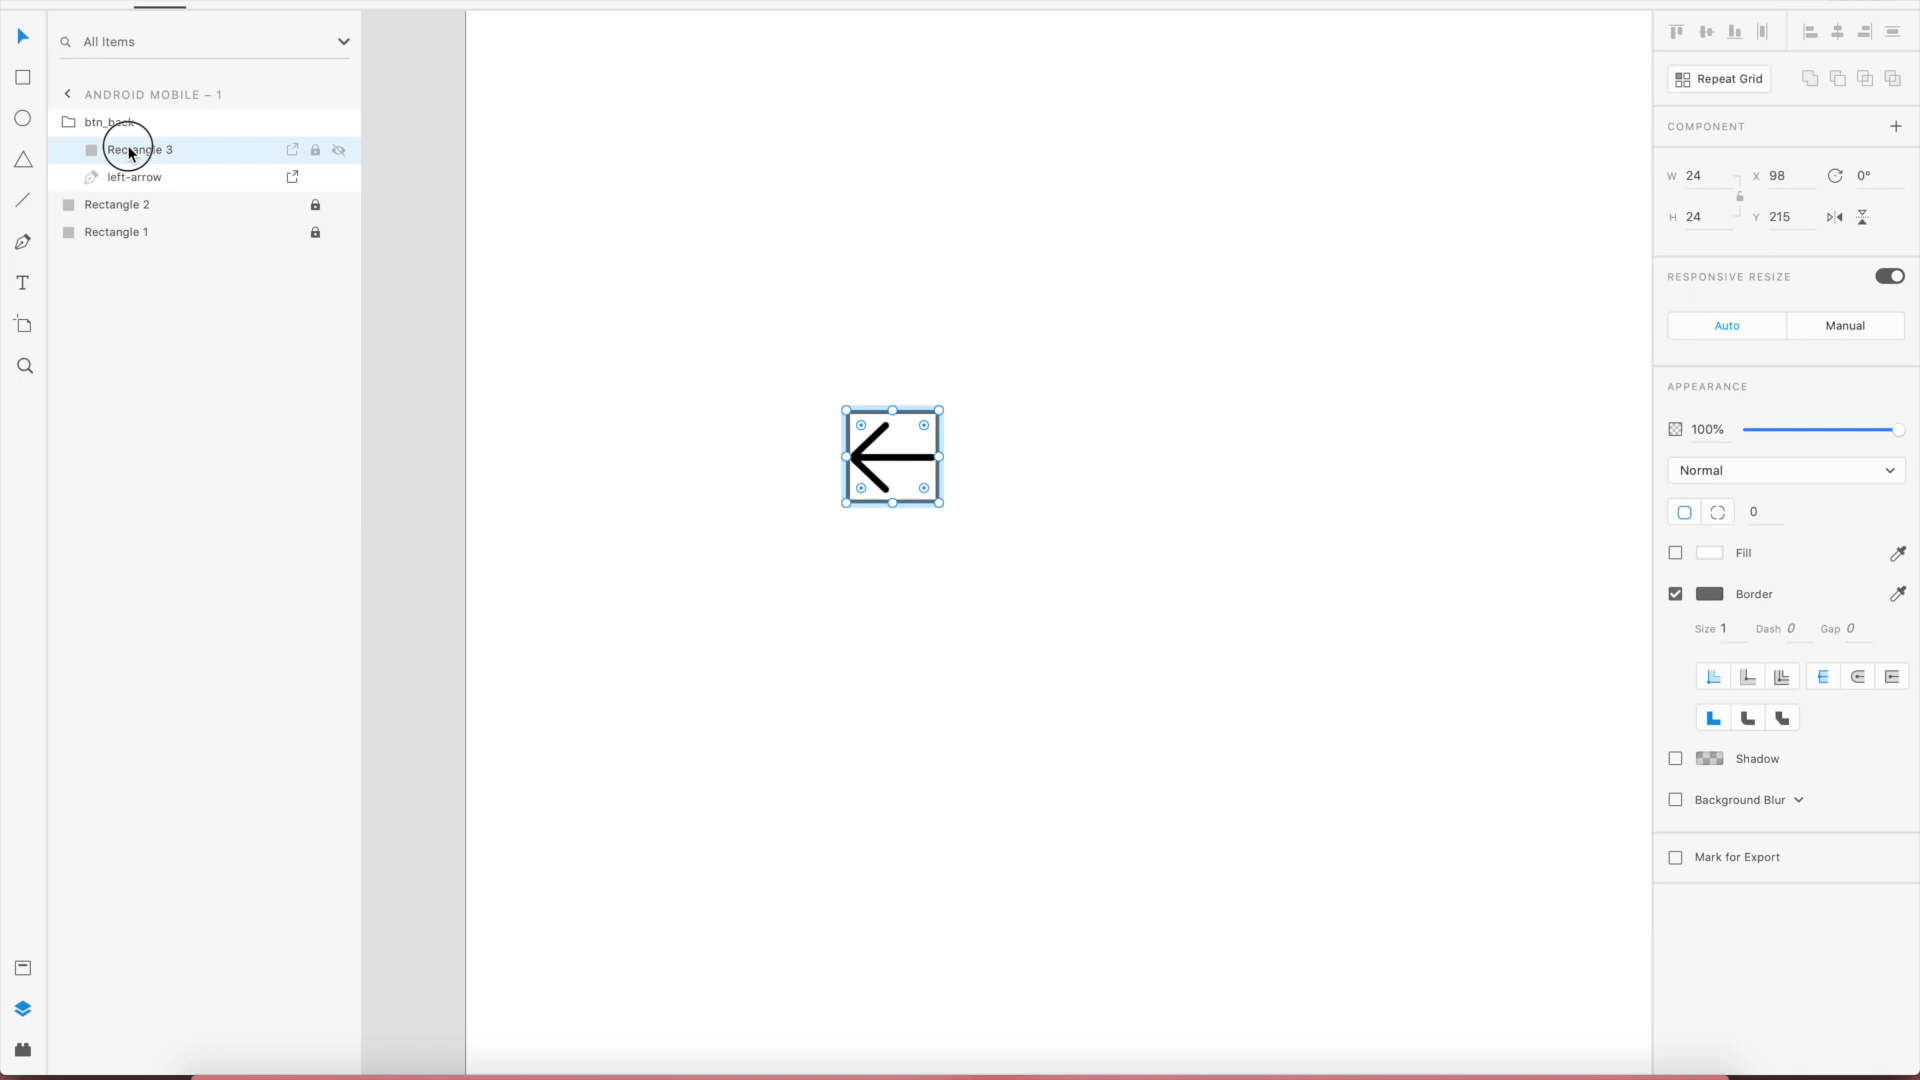 All Items
ANDROID MOBILE – 1
btn_back
Rectangle 3
left-arrow
Rectangle 2
Rectangle 1
T
Repeat Grid
COMPONENT
W 24 X 98 0°
H 24 Y 215
RESPONSIVE RESIZE
Auto Manual
APPEARANCE
100%
Normal
0
Fill
Border
Size 1 Dash 0 Gap 0
Shadow
Background Blur
Mark for Export